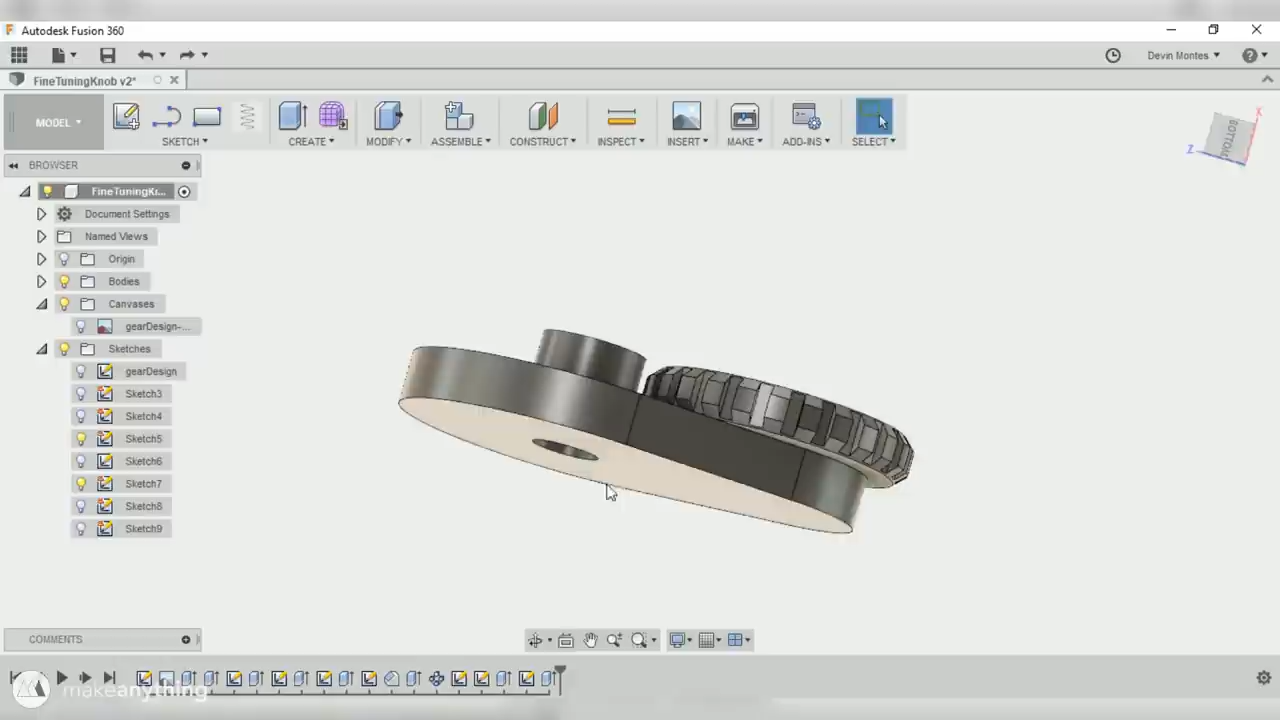 Autodesk Fusion 360
Devin Montes
FineTuningKnob v2*
MODEL
SKETCH
CREATE
MODIFY
ASSEMBLE
CONSTRUCT
INSPECT
INSERT
MAKE
ADD-INS
SELECT
BOTTOM
X
Z
BROWSER
FineTuningKr...
Document Settings
Named Views
Origin
Bodies
Canvases
gearDesign-...
Sketches
gearDesign
Sketch3
Sketch4
Sketch5
Sketch6
Sketch7
Sketch8
Sketch9
COMMENTS
makeanything